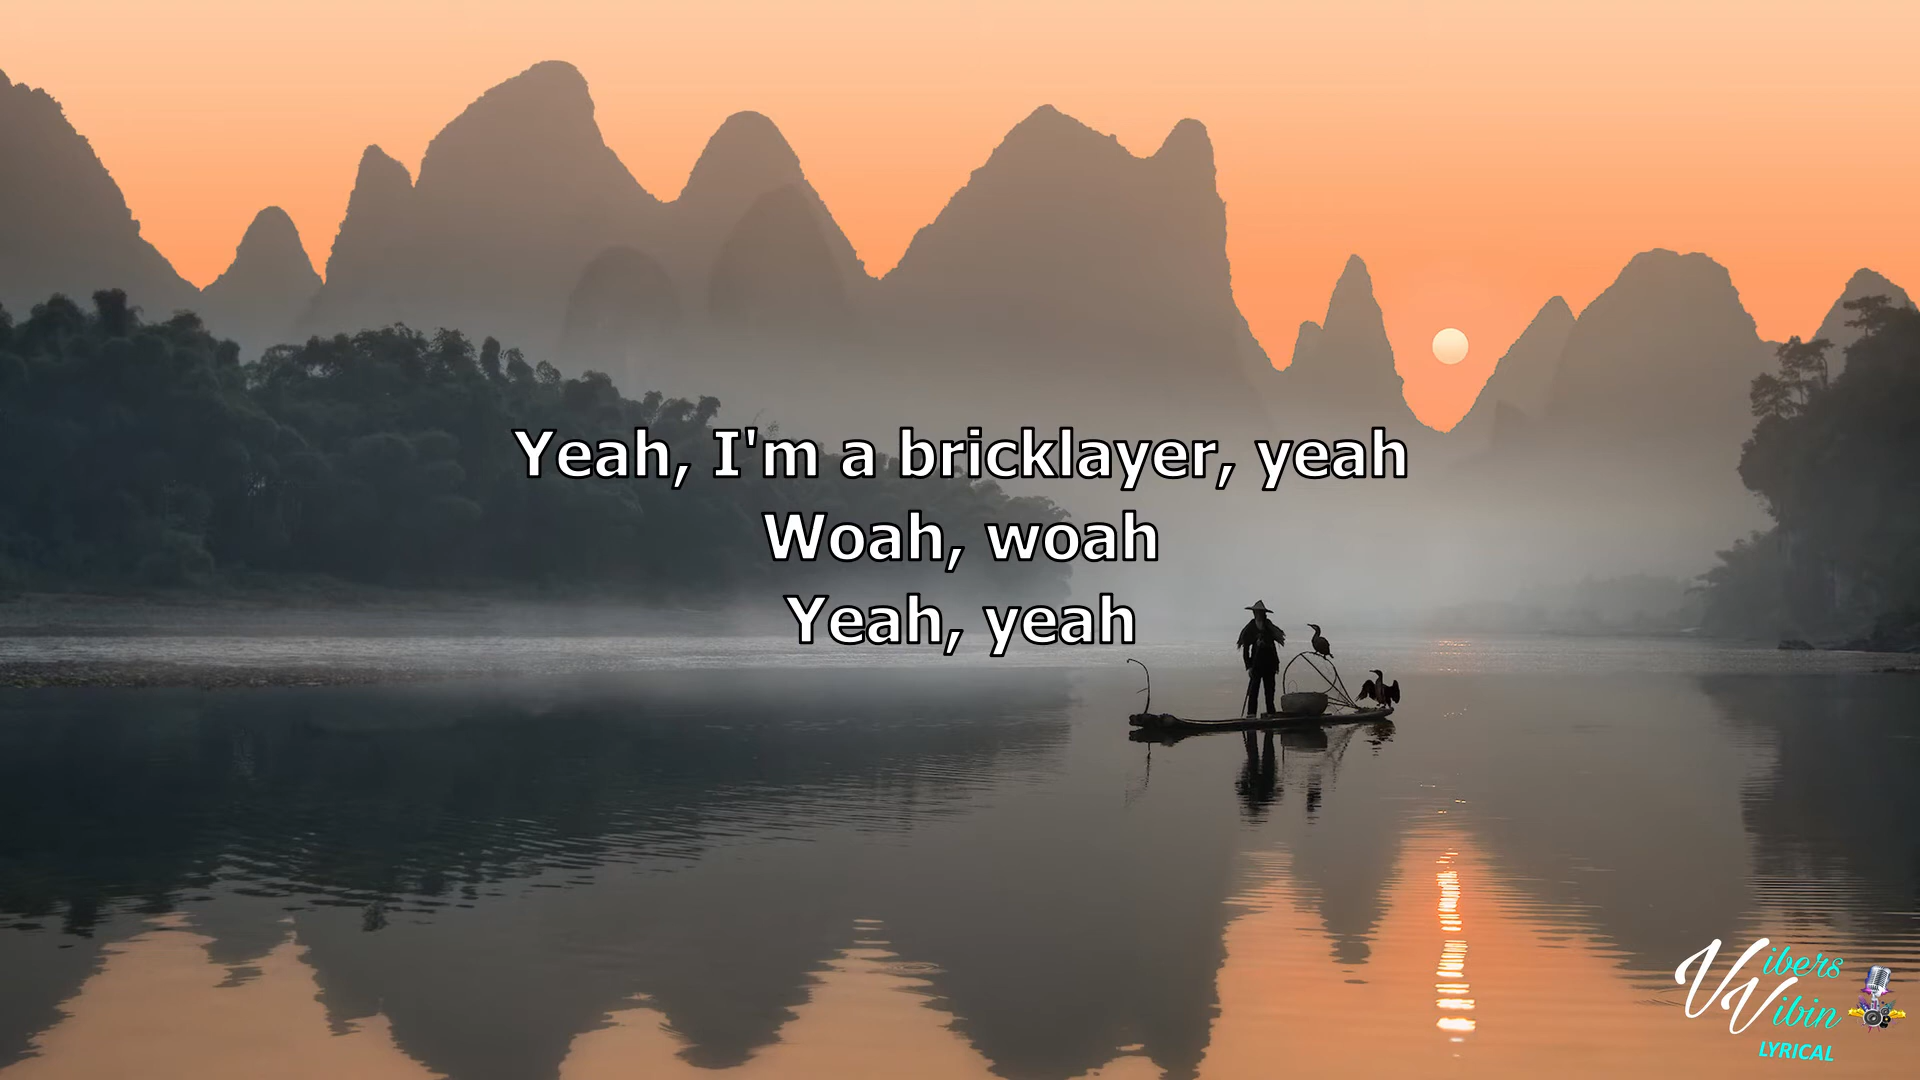 Yeah, I'm a bricklayer, yeah
Woah, woah
Yeah, yeah
Vibers
Vibin
LYRICAL